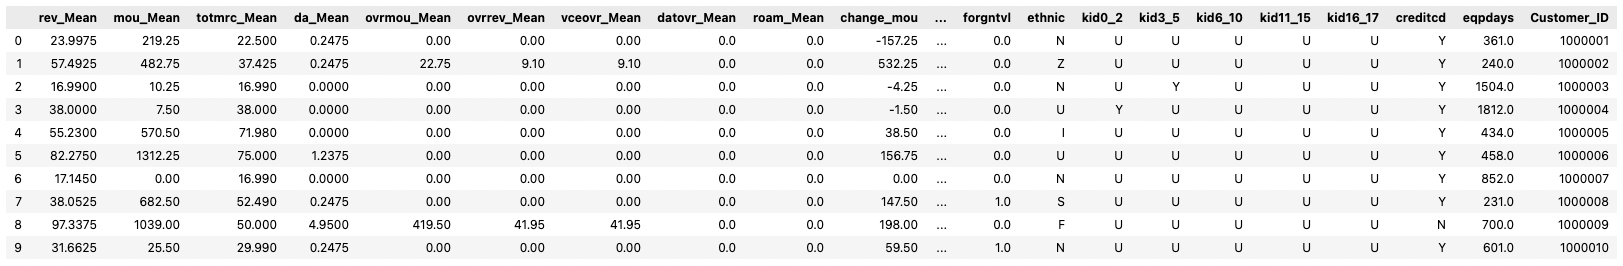 rev_Mean mou_Mean totmrc_Mean da_Mean ovrmou_Mean ovrrev_Mean vceovr_Mean datovr_Mean roam_Mean change_mou ... forgntvl ethnic kid0_2 kid3_5 kid6_10 kid11_15 kid16_17 creditcd eqpdays Customer_ID
0 23.9975 219.25 22.500 0.2475 0.00 0.00 0.00 0.0 0.0 -157.25 ... 0.0 N U U U U U Y 361.0 1000001
1 57.4925 482.75 37.425 0.2475 22.75 9.10 9.10 0.0 0.0 532.25 ... 0.0 Z U U U U U Y 240.0 1000002
2 16.9900 10.25 16.990 0.0000 0.00 0.00 0.00 0.0 0.0 -4.25 ... 0.0 N U Y U U U Y 1504.0 1000003
3 38.0000 7.50 38.000 0.0000 0.00 0.00 0.00 0.0 0.0 -1.50 ... 0.0 U Y U U U U Y 1812.0 1000004
4 55.2300 570.50 71.980 0.0000 0.00 0.00 0.00 0.0 0.0 38.50 ... 0.0 I U U U U U Y 434.0 1000005
5 82.2750 1312.25 75.000 1.2375 0.00 0.00 0.00 0.0 0.0 156.75 ... 0.0 U U U U U U Y 458.0 1000006
6 17.1450 0.00 16.990 0.0000 0.00 0.00 0.00 0.0 0.0 0.00 ... 0.0 N U U U U U Y 852.0 1000007
7 38.0525 682.50 52.490 0.2475 0.00 0.00 0.00 0.0 0.0 147.50 ... 1.0 S U U U U U Y 231.0 1000008
8 97.3375 1039.00 50.000 4.9500 419.50 41.95 41.95 0.0 0.0 198.00 ... 0.0 F U U U U U N 700.0 1000009
9 31.6625 25.50 29.990 0.2475 0.00 0.00 0.00 0.0 0.0 59.50 ... 1.0 N U U U U U Y 601.0 1000010